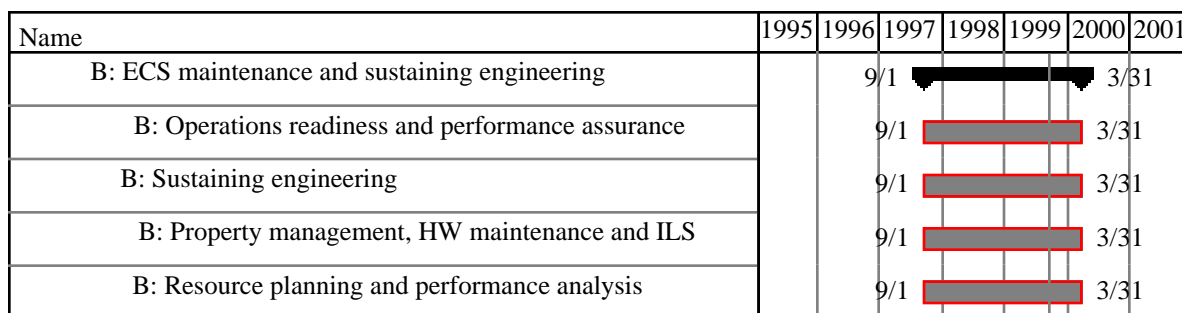 Name 1995 1996 1997 1998 1999 2000 2001
B: ECS maintenance and sustaining engineering 9/1 3/31
B: Operations readiness and performance assurance 9/1 3/31
B: Sustaining engineering 9/1 3/31
B: Property management, HW maintenance and ILS 9/1 3/31
B: Resource planning and performance analysis 9/1 3/31